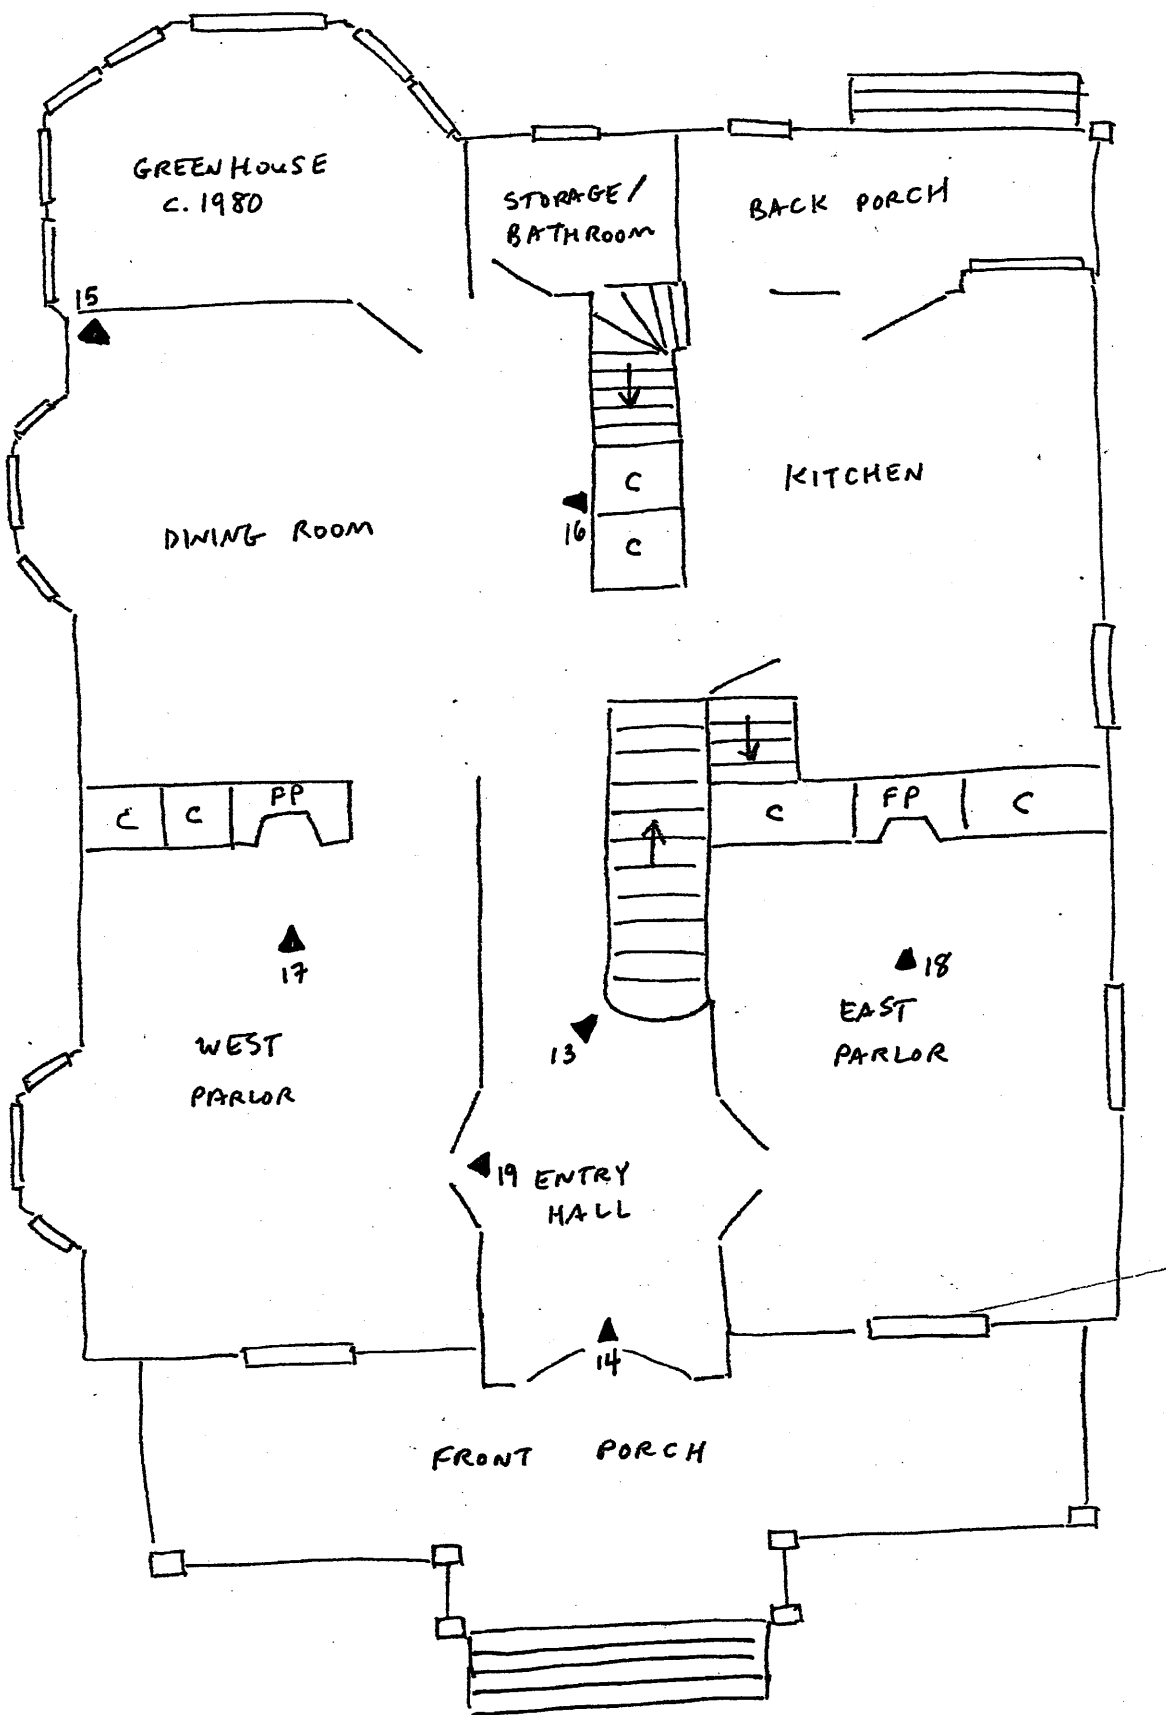 GREENHOUSE
C. 1980
STORAGE/
BATHROOM
BACK PORCH
15
C
KITCHEN
16
C
DINING ROOM
C
C
FP
C
FP
C
17
18
EAST
PARLOR
13
WEST
PARLOR
19
ENTRY
HALL
14
FRONT PORCH